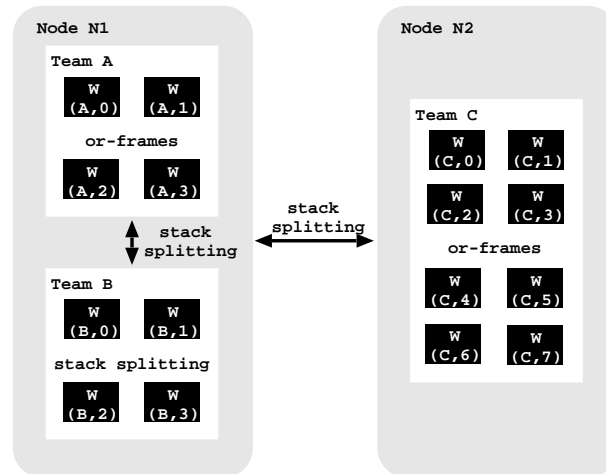 Node N1
Team A
W W
(A,0) (A,1)
or-frames
W W
(A,2) (A,3)
stack
splitting
Team B
W W
(B,0) (B,1)
stack splitting
W W
(B,2) (B,3)
stack
splitting
Node N2
Team C
W W
(C,0) (C,1)
W W
(C,2) (C,3)
or-frames
W W
(C,4) (C,5)
W W
(C,6) (C,7)